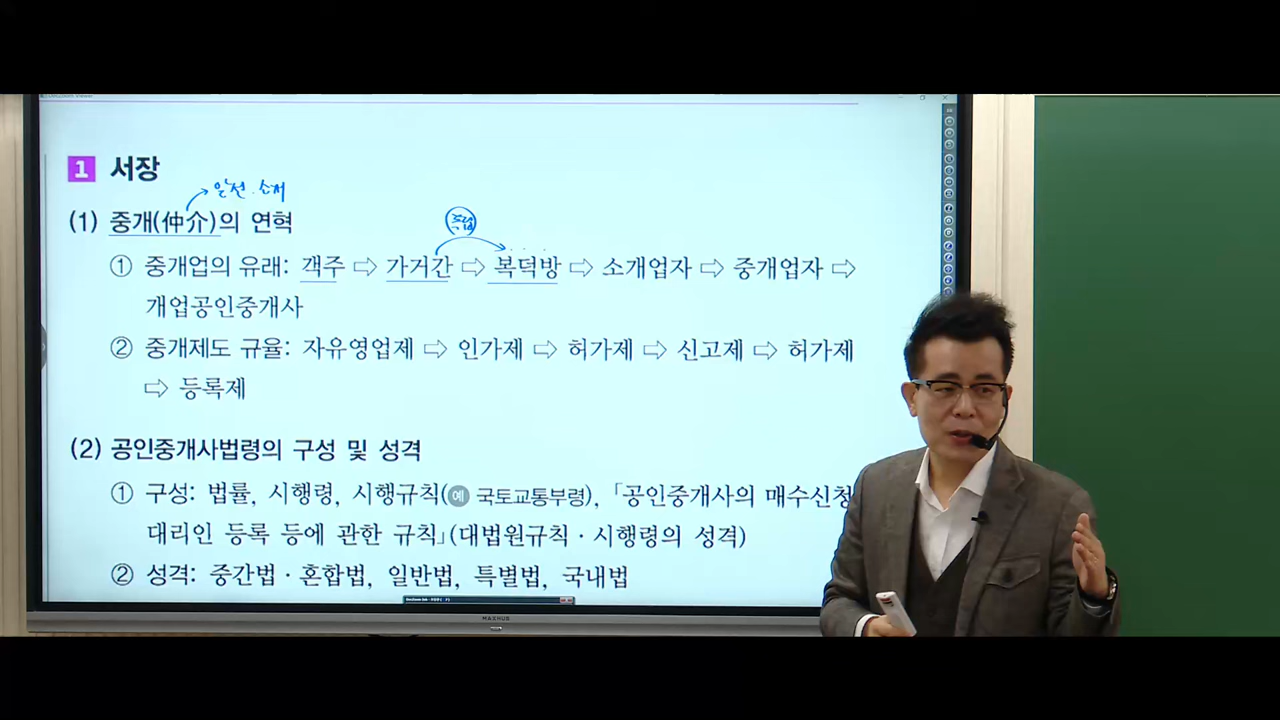 1 서장
알선·소개
(1) 중개(仲介)의 연혁
① 중개업의 유래: 객주 ⇨ 가거간 ⇨ 복덕방 ⇨ 소개업자 ⇨ 중개업자 ⇨
개업공인중개사
② 중개제도 규율: 자유영업제 ⇨ 인가제 ⇨ 허가제 ⇨ 신고제 ⇨ 허가제
⇨ 등록제
(2) 공인중개사법령의 구성 및 성격
① 구성: 법률, 시행령, 시행규칙(예 국토교통부령), 「공인중개사의 매수신청
대리인 등록 등에 관한 규칙」(대법원규칙·시행령의 성격)
② 성격: 중간법·혼합법, 일반법, 특별법, 국내법
MAXHUB